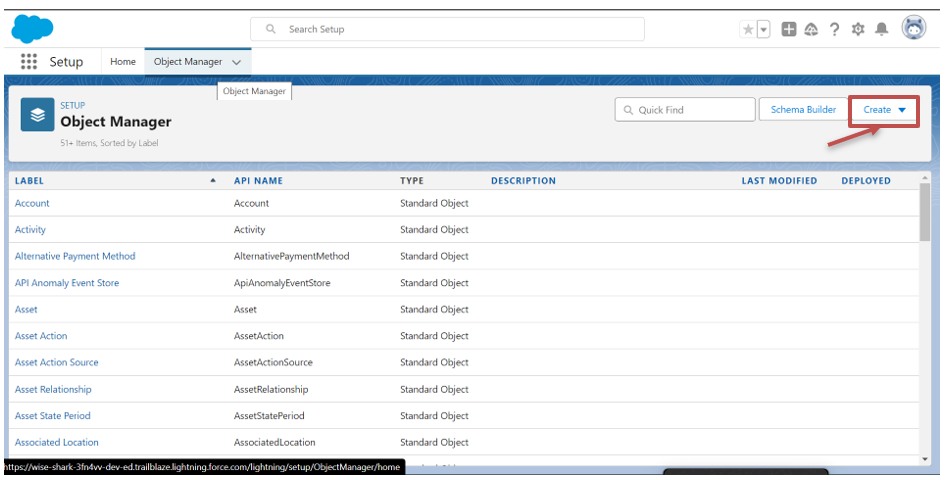 Search Setup
Setup Home Object Manager
Object Manager
SETUP
Object Manager
51+ Items, Sorted by Label
Quick Find Schema Builder Create
LABEL API NAME TYPE DESCRIPTION LAST MODIFIED DEPLOYED
Account Account Standard Object
Activity Activity Standard Object
Alternative Payment Method AlternativePaymentMethod Standard Object
API Anomaly Event Store ApiAnomalyEventStore Standard Object
Asset Asset Standard Object
Asset Action AssetAction Standard Object
Asset Action Source AssetActionSource Standard Object
Asset Relationship AssetRelationship Standard Object
Asset State Period AssetStatePeriod Standard Object
Associated Location AssociatedLocation Standard Object
https://wise-shark-3fn4vv-dev-ed.trailblaze.lightning.force.com/lightning/setup/ObjectManager/home